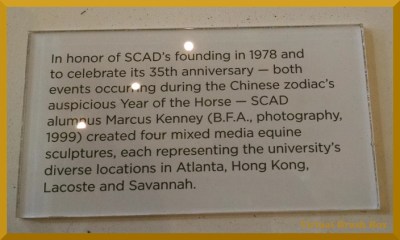 In honor of SCAD's founding in 1978 and
to celebrate its 35th anniversary — both
events occurring during the Chinese zodiac's
auspicious Year of the Horse — SCAD
alumnus Marcus Kenney (B.F.A., photography,
1999) created four mixed media equine
sculptures, each representing the university's
diverse locations in Atlanta, Hong Kong,
Lacoste and Savannah.